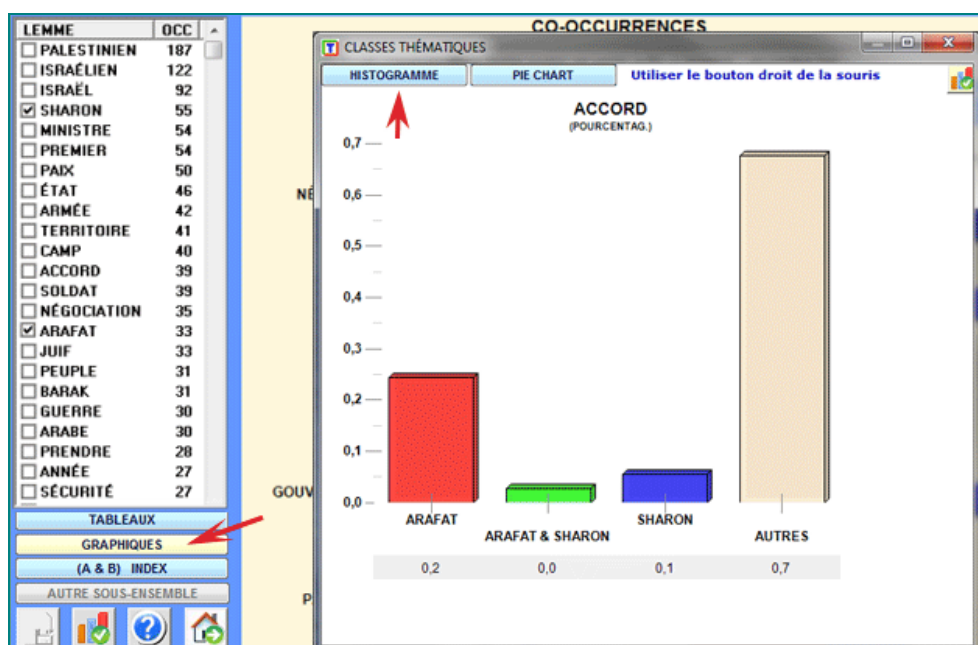 LEMME OCC
PALESTINIEN 187
ISRAÉLIEN 122
ISRAËL 92
SHARON 55
MINISTRE 54
PREMIER 54
PAIX 50
ÉTAT 46
ARMÉE 42
TERRITOIRE 41
CAMP 40
ACCORD 39
SOLDAT 39
NÉGOCIATION 35
ARAFAT 33
JUIF 33
PEUPLE 31
BARAK 31
GUERRE 30
ARABE 30
PRENDRE 28
ANNÉE 27
SÉCURITÉ 27
TABLEAUX
GRAPHIQUES
(A & B) INDEX
AUTRE SOUS-ENSEMBLE
CO-OCCURRENCES
NÉ
GOUV
P
CLASSES THÉMATIQUES
HISTOGRAMME PIE CHART Utiliser le bouton droit de la souris
ACCORD
(POURCENTAG.)
0,7
0,6
0,5
0,4
0,3
0,2
0,1
0,0
ARAFAT ARAFAT & SHARON SHARON AUTRES
0,2 0,0 0,1 0,7